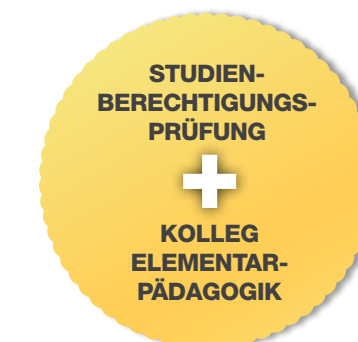 STUDIEN-
BERECHTIGUNGS-
PRÜFUNG
+
KOLLEG
ELEMENTAR-
PÄDAGOGIK